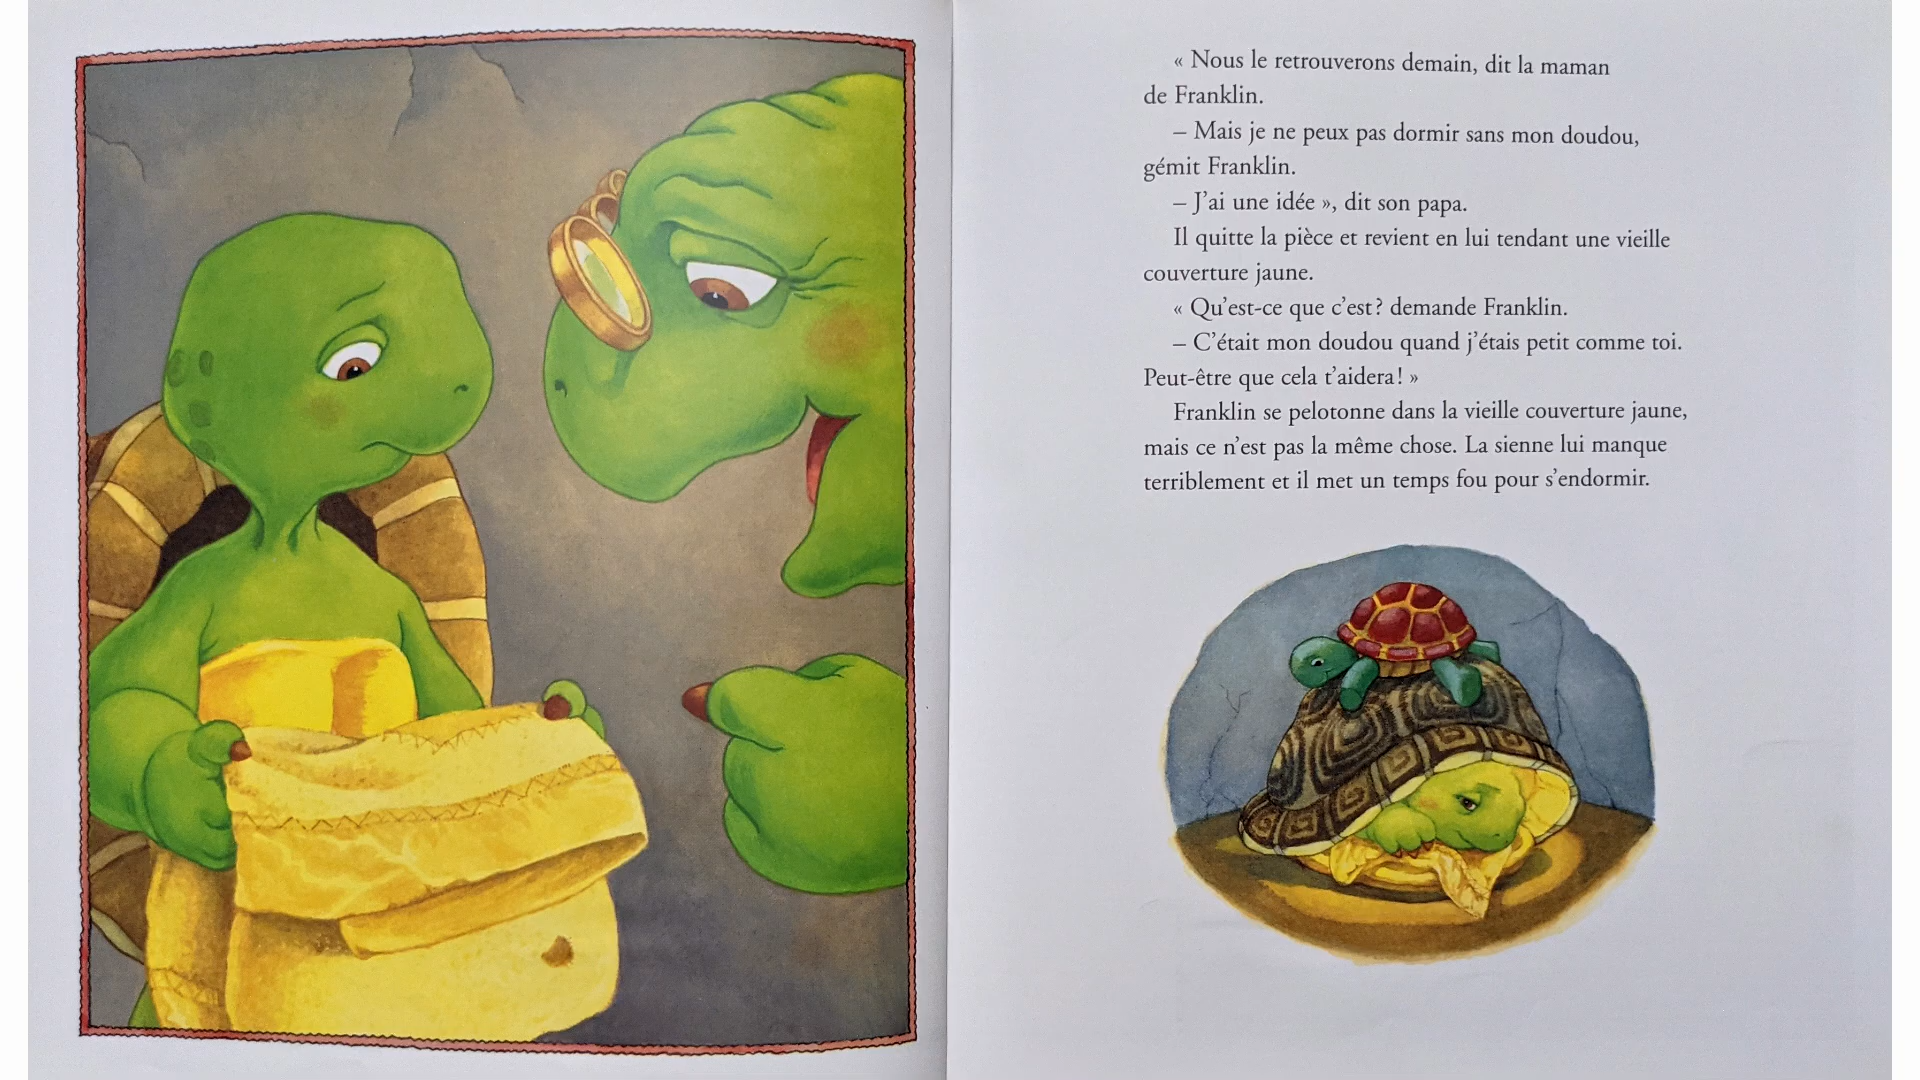 « Nous le retrouverons demain, dit la maman
de Franklin.
– Mais je ne peux pas dormir sans mon doudou,
gémit Franklin.
– J’ai une idée », dit son papa.
Il quitte la pièce et revient en lui tendant une vieille
couverture jaune.
« Qu’est-ce que c’est ? demande Franklin.
– C’était mon doudou quand j’étais petit comme toi.
Peut-être que cela t’aidera ! »
Franklin se pelotonne dans la vieille couverture jaune,
mais ce n’est pas la même chose. La sienne lui manque
terriblement et il met un temps fou pour s’endormir.